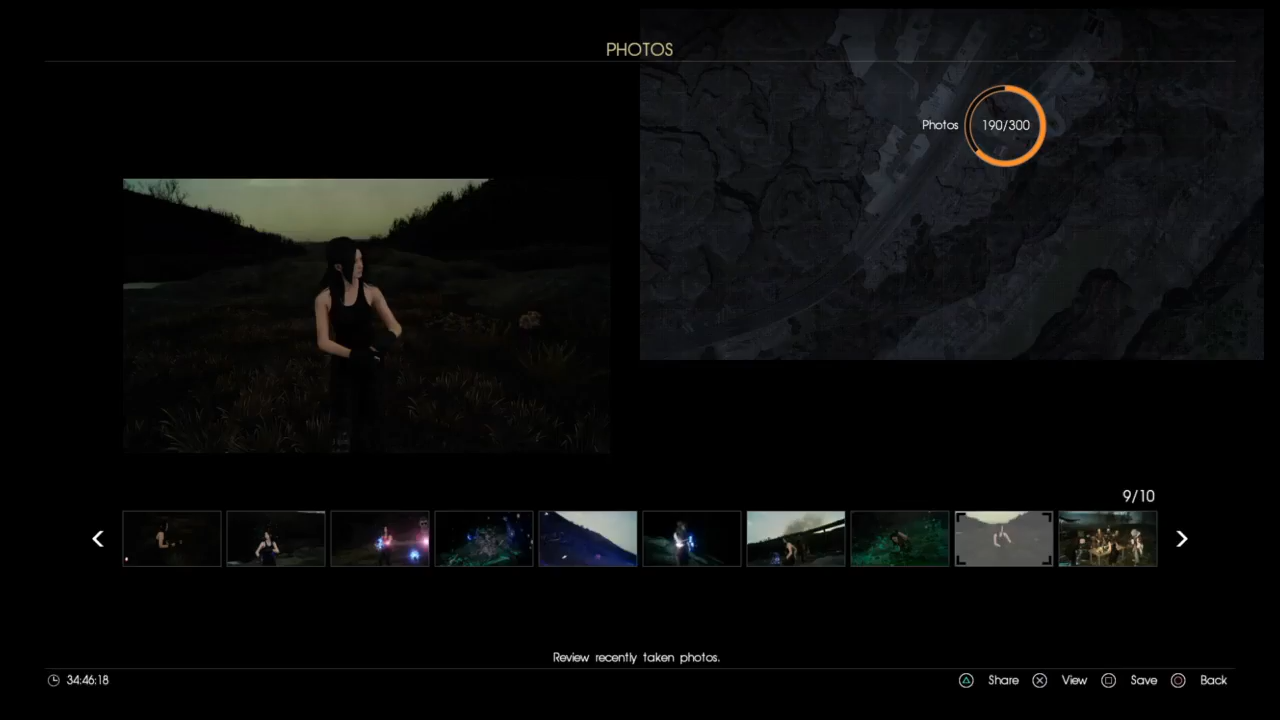 PHOTOS
Photos 190/300
9/10
Review recently taken photos.
34:46:18 Share View Save Back